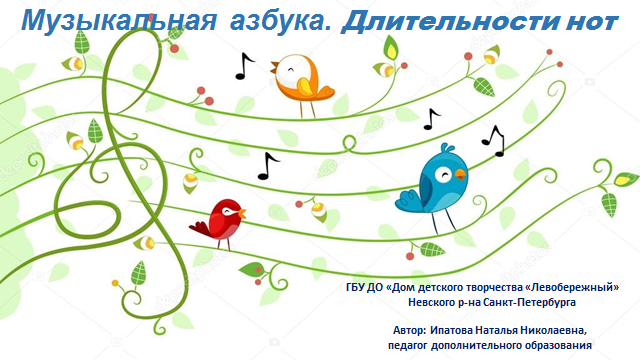 Музыкальная азбука. Длительности нот
ГБУ ДО «Дом детского творчества «Левобережный»
Невского р-на Санкт-Петербурга
Автор: Ипатова Наталья Николаевна,
педагог дополнительного образования